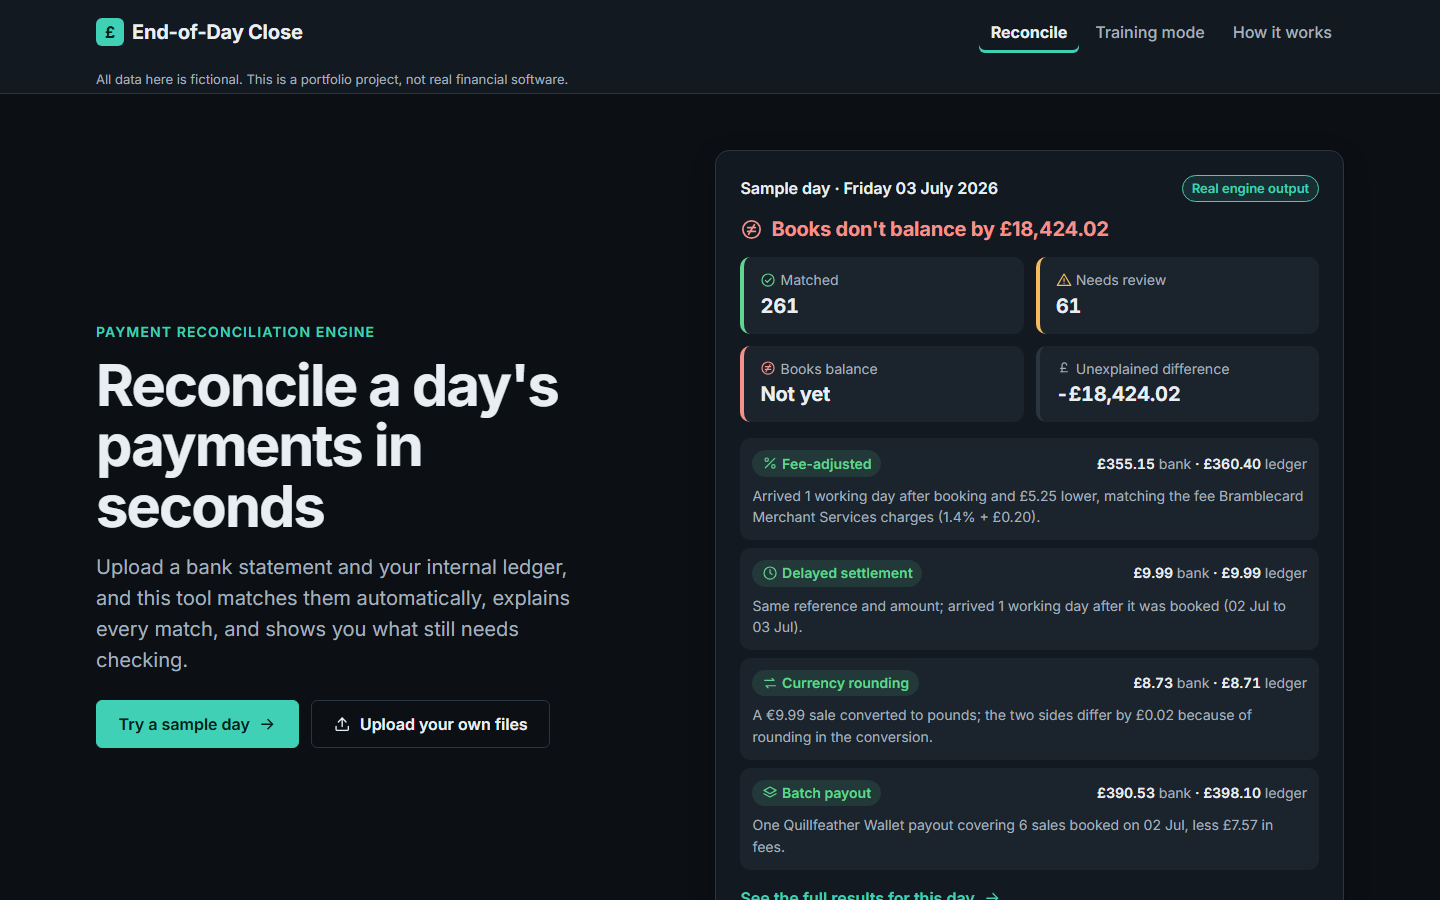 £ End-of-Day Close
Reconcile Training mode How it works
All data here is fictional. This is a portfolio project, not real financial software.
PAYMENT RECONCILIATION ENGINE
Reconcile a day's
payments in
seconds
Upload a bank statement and your internal ledger,
and this tool matches them automatically, explains
every match, and shows you what still needs
checking.
Try a sample day →
Upload your own files
Sample day · Friday 03 July 2026
Real engine output
Books don't balance by £18,424.02
Matched
261
Needs review
61
Books balance
Not yet
£ Unexplained difference
-£18,424.02
% Fee-adjusted
£355.15 bank · £360.40 ledger
Arrived 1 working day after booking and £5.25 lower, matching the fee Bramblecard
Merchant Services charges (1.4% + £0.20).
Delayed settlement
£9.99 bank · £9.99 ledger
Same reference and amount; arrived 1 working day after it was booked (02 Jul to
03 Jul).
Currency rounding
£8.73 bank · £8.71 ledger
A €9.99 sale converted to pounds; the two sides differ by £0.02 because of
rounding in the conversion.
Batch payout
£390.53 bank · £398.10 ledger
One Quillfeather Wallet payout covering 6 sales booked on 02 Jul, less £7.57 in
fees.
See the full results for this day →